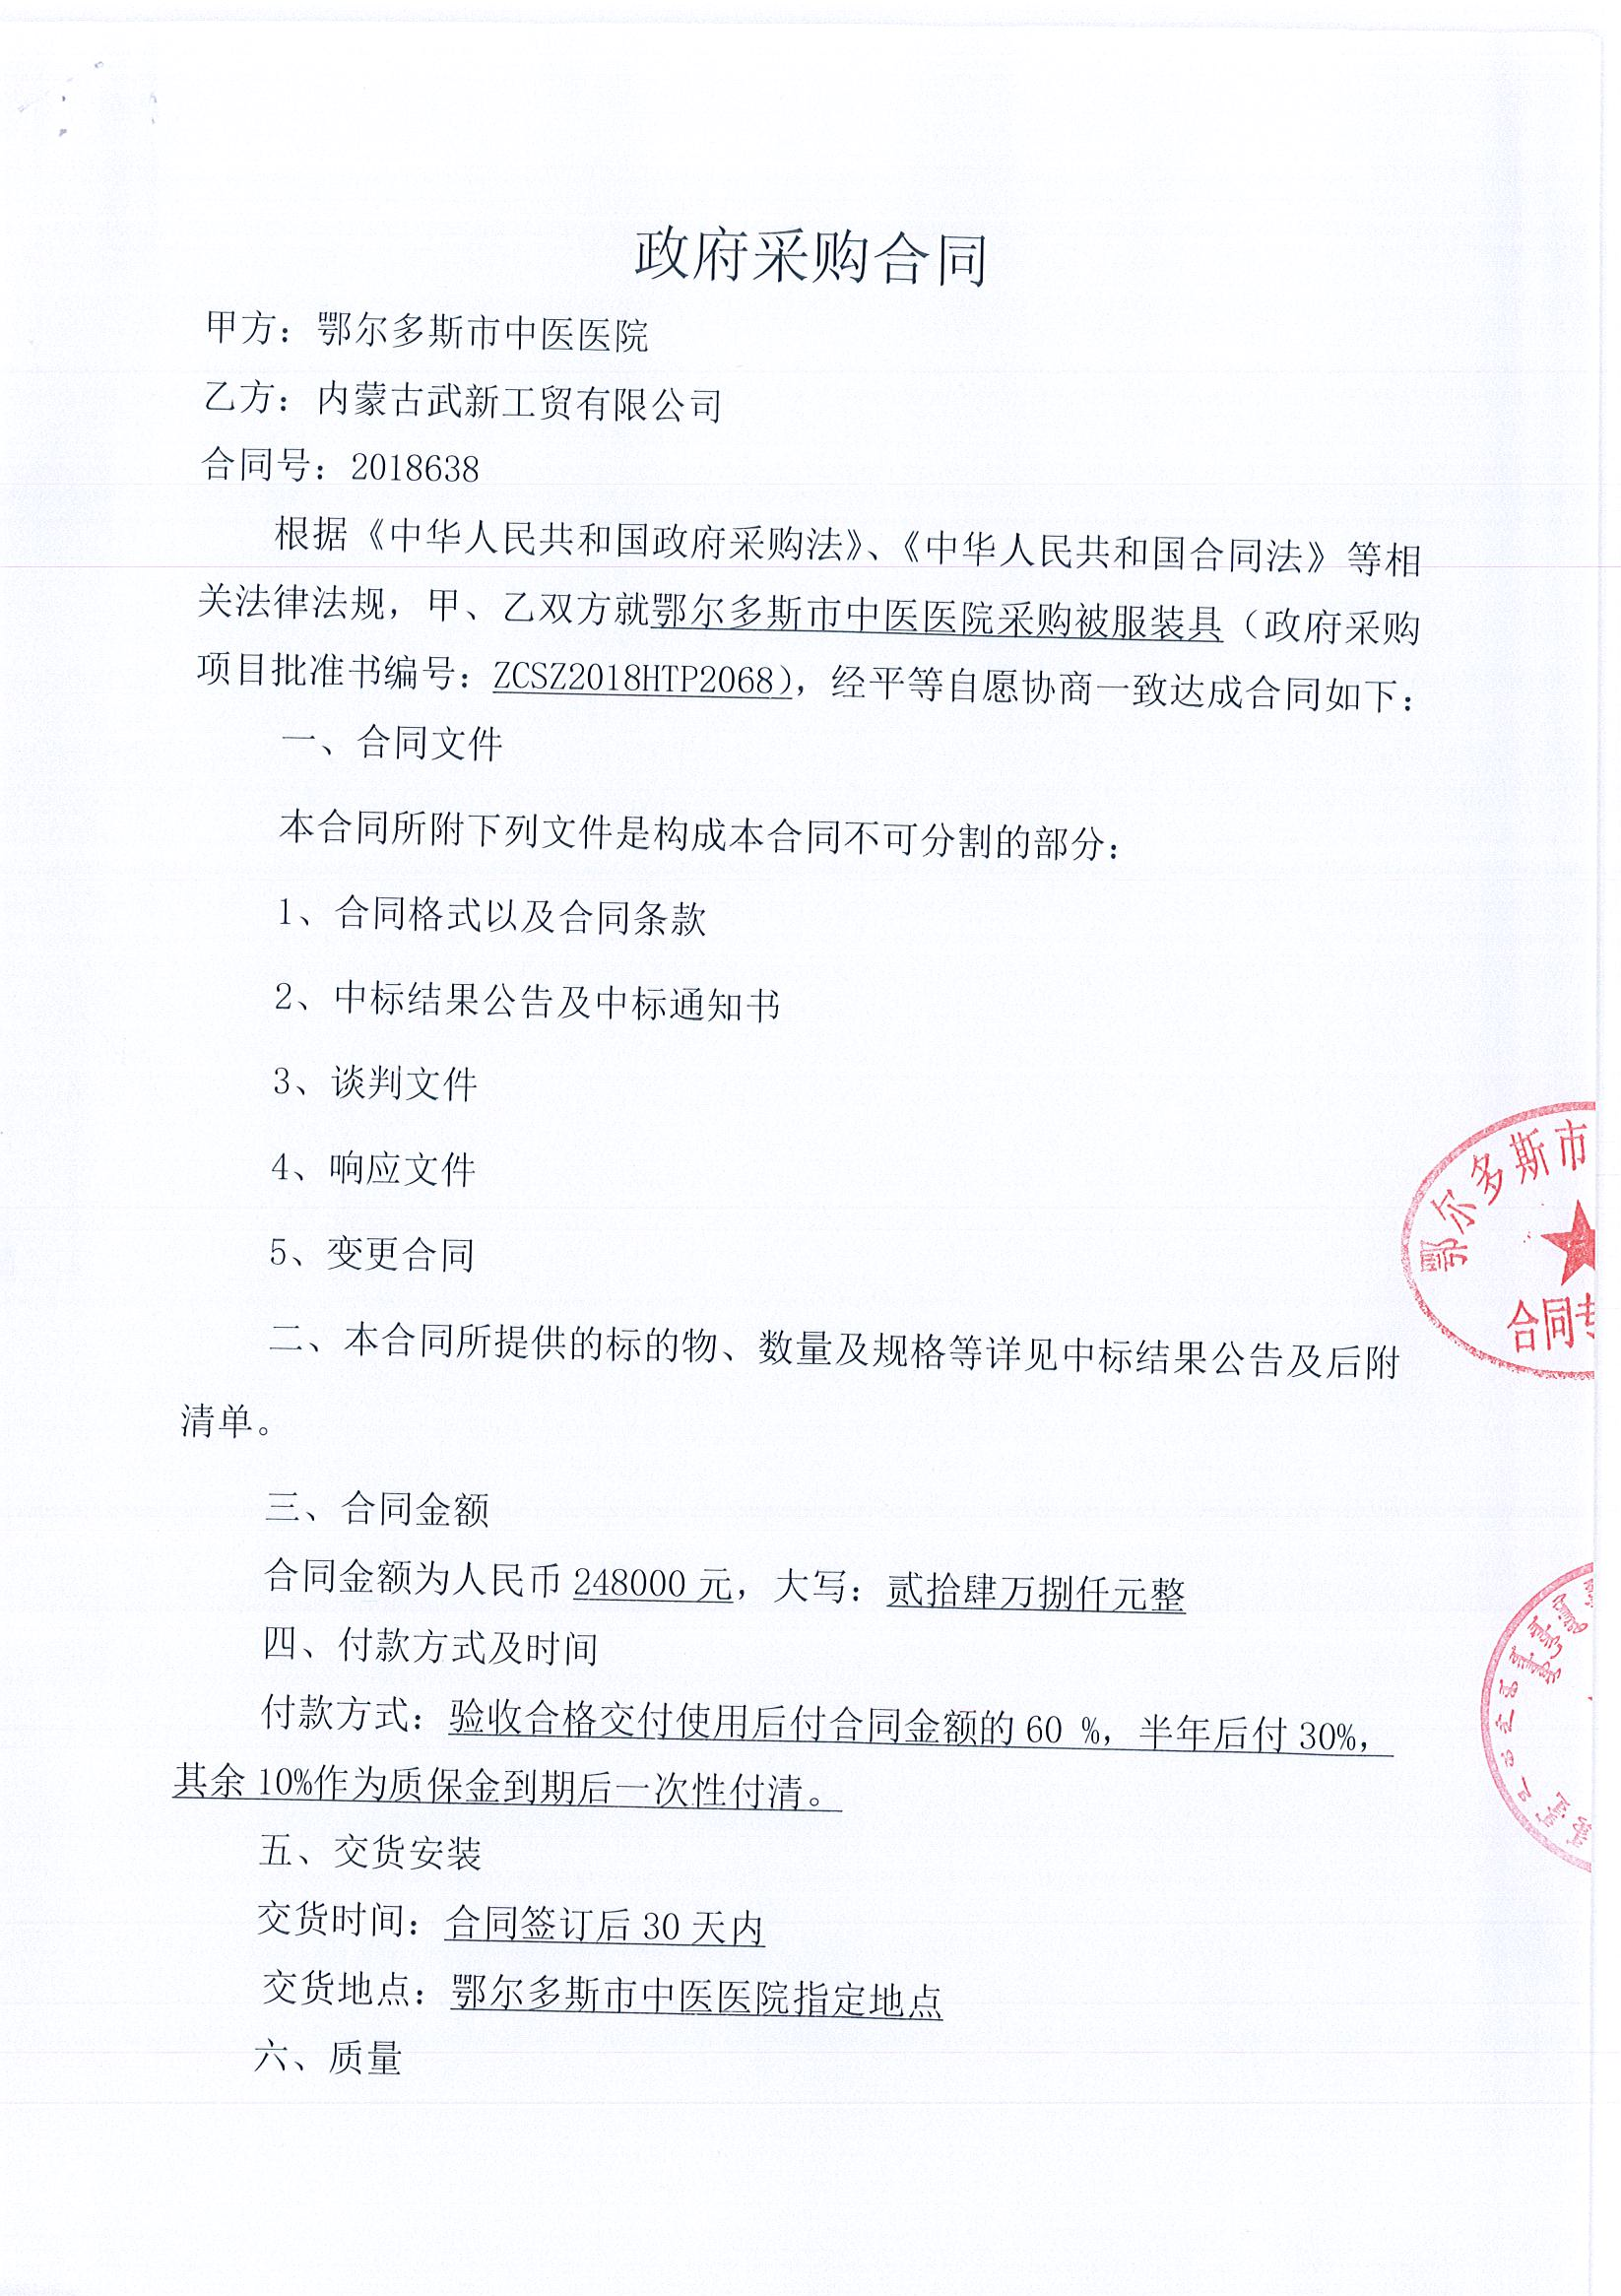 政府采购合同
甲方：鄂尔多斯市中医医院
乙方：内蒙古武新工贸有限公司
合同号：2018638
根据《中华人民共和国政府采购法》、《中华人民共和国合同法》等相
关法律法规，甲、乙双方就鄂尔多斯市中医医院采购被服装具（政府采购
项目批准书编号：ZCSZ2018HTP2068），经平等自愿协商一致达成合同如下：
一、合同文件
本合同所附下列文件是构成本合同不可分割的部分：
1、合同格式以及合同条款
2、中标结果公告及中标通知书
3、谈判文件
4、响应文件
5、变更合同
鄂尔多斯市
合同专
二、本合同所提供的标的物、数量及规格等详见中标结果公告及后附
清单。
三、合同金额
合同金额为人民币 248000 元，大写：贰拾肆万捌仟元整
四、付款方式及时间
付款方式：验收合格交付使用后付合同金额的 60 %，半年后付 30%，
其余 10%作为质保金到期后一次性付清。
五、交货安装
交货时间：合同签订后 30 天内
交货地点：鄂尔多斯市中医医院指定地点
六、质量